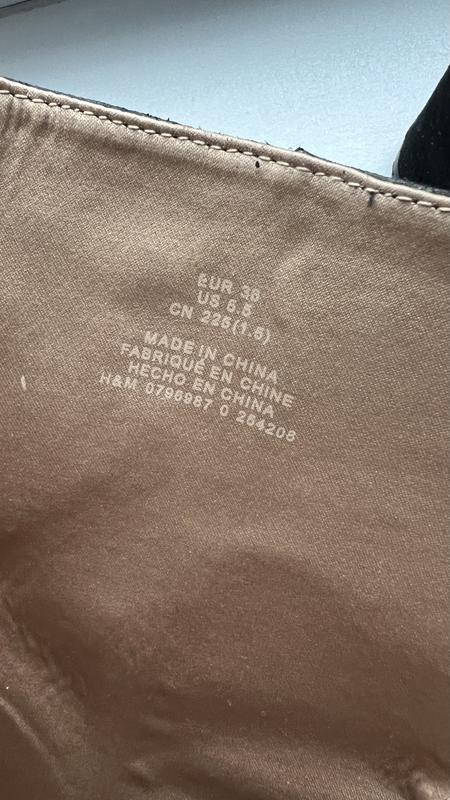 EUR 36
US 5.5
CN 225(1.5)
MADE IN CHINA
FABRIQUÉ EN CHINE
HECHO EN CHINA
H&M 0796987 0 254208